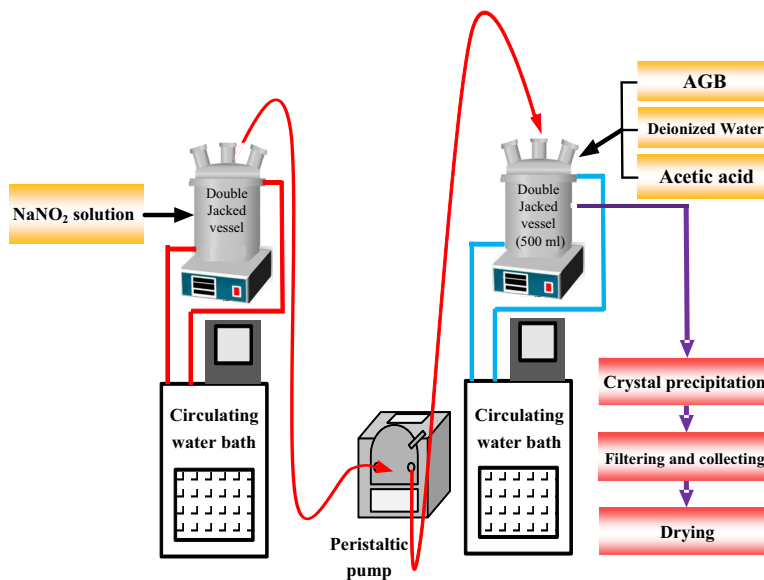 NaNO₂ solution
Double
Jacked
vessel
Circulating
water bath
Peristaltic
pump
Double
Jacked
vessel
(500 ml)
Circulating
water bath
AGB
Deionized Water
Acetic acid
Crystal precipitation
Filtering and collecting
Drying